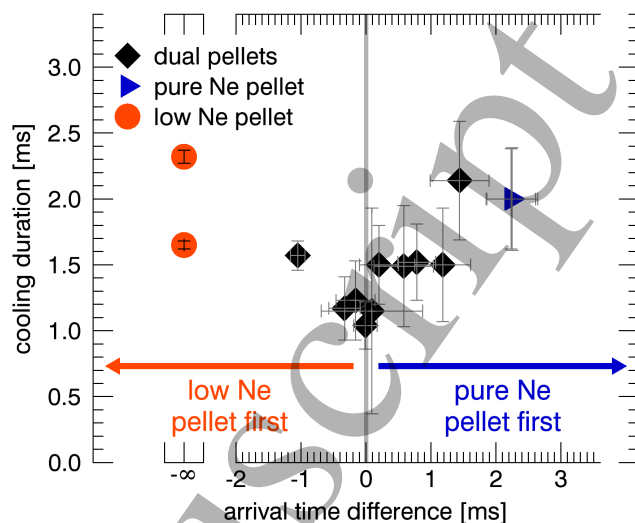 3.0
2.5
2.0
1.5
1.0
0.5
0.0
cooling duration [ms]
dual pellets
pure Ne pellet
low Ne pellet
low Ne
pellet first
pure Ne
pellet first
-∞
-2
-1
0
1
2
3
arrival time difference [ms]
script